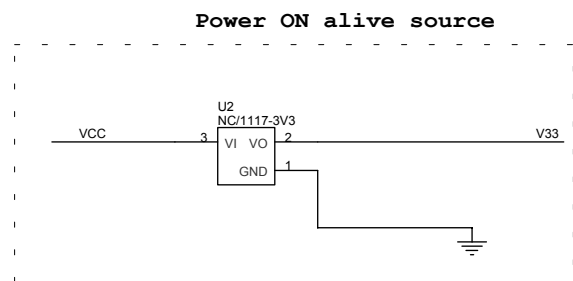 Power ON alive source
U2
NC/1117-3V3
VCC
3
VI
VO
2
V33
GND
1